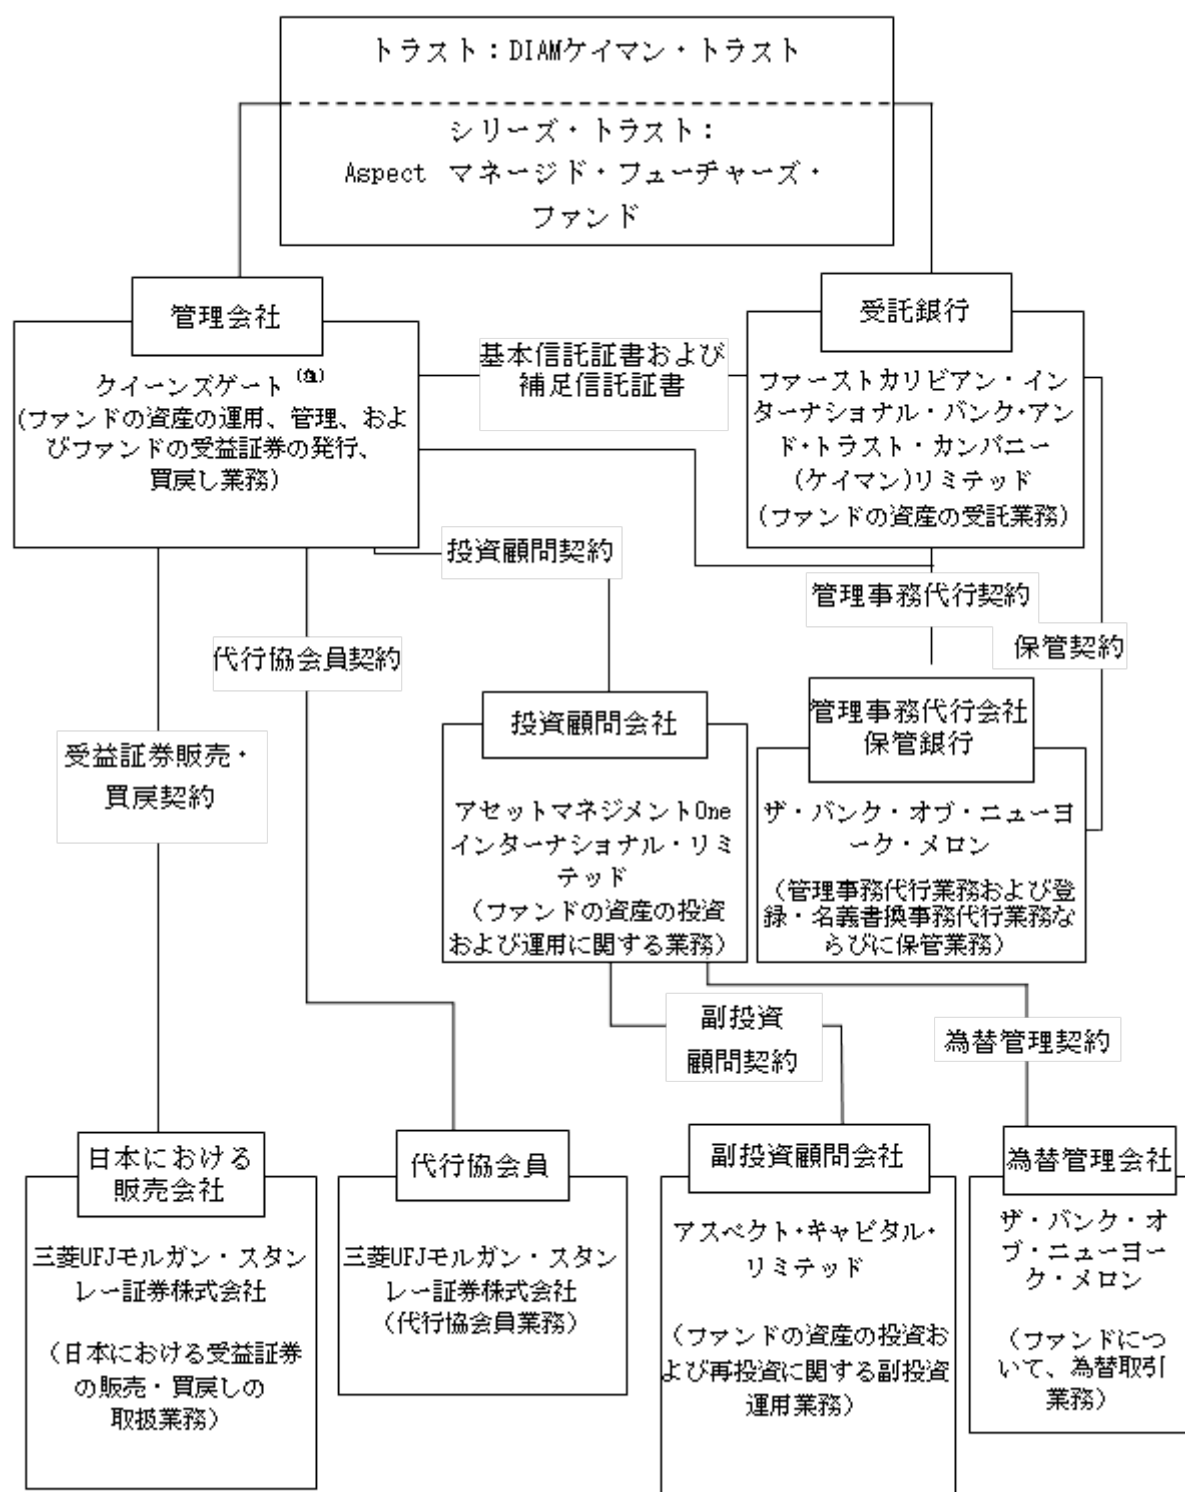 トラスト：DIAMケイマン・トラスト
シリーズ・トラスト：
Aspect マネージド・フューチャーズ・
ファンド
管理会社
クイーンズゲート(注)
(ファンドの資産の運用、管理、およ
びファンドの受益証券の発行、
買戻し業務)
基本信託証書および
補足信託証書
受託銀行
ファーストカリビアン・イン
ターナショナル・バンク・アン
ド・トラスト・カンパニー
(ケイマン)リミテッド
(ファンドの資産の受託業務)
投資顧問契約
管理事務代行契約
保管契約
代行協会員契約
受益証券販売・
買戻契約
投資顧問会社
アセットマネジメントOne
インターナショナル・リミ
テッド
（ファンドの資産の投資
および運用に関する業務）
管理事務代行会社
保管銀行
ザ・バンク・オブ・ニューヨ
ーク・メロン
（管理事務代行業務および登
録・名義書換事務代行業務な
らびに保管業務）
副投資
顧問契約
為替管理契約
日本における
販売会社
三菱UFJモルガン・スタン
レー証券株式会社
（日本における受益証券
の販売・買戻しの
取扱業務）
代行協会員
三菱UFJモルガン・スタン
レー証券株式会社
（代行協会員業務）
副投資顧問会社
アスペクト・キャピタル・
リミテッド
（ファンドの資産の投資お
よび再投資に関する副投資
運用業務）
為替管理会社
ザ・バンク・オ
ブ・ニューヨー
ク・メロン
（ファンドにつ
いて、為替取引
業務）